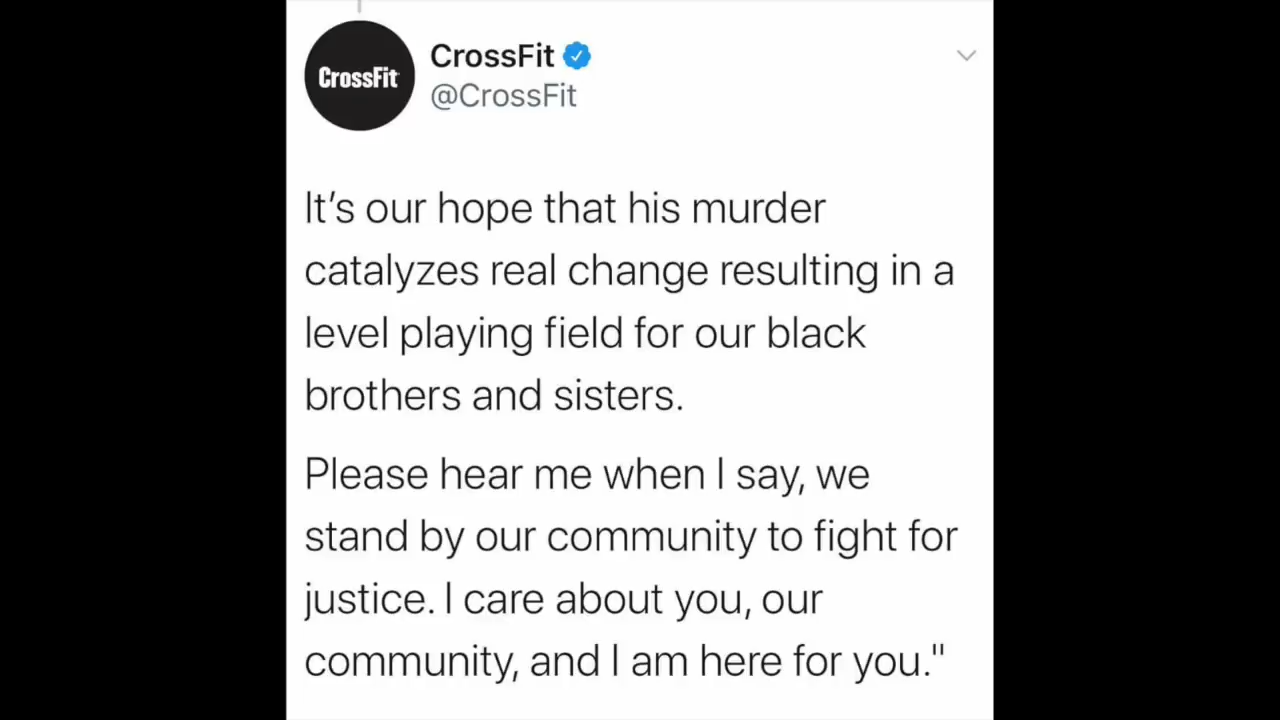 CrossFit
CrossFit
@CrossFit
It's our hope that his murder
catalyzes real change resulting in a
level playing field for our black
brothers and sisters.
Please hear me when I say, we
stand by our community to fight for
justice. I care about you, our
community, and I am here for you."